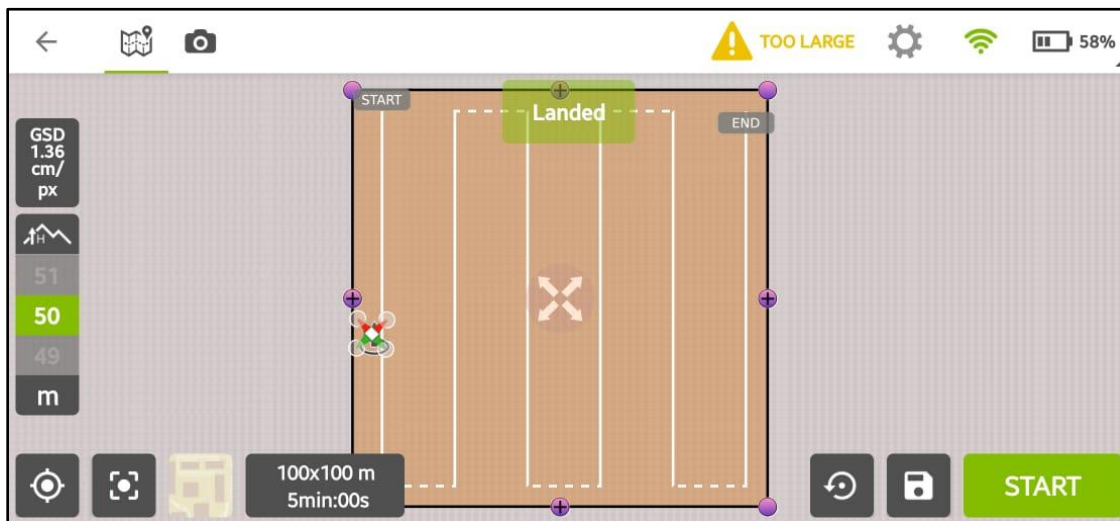 TOO LARGE
58%
GSD
1.36
cm/
px
START
Landed
END
H
51
50
49
m
100x100 m
5min:00s
START